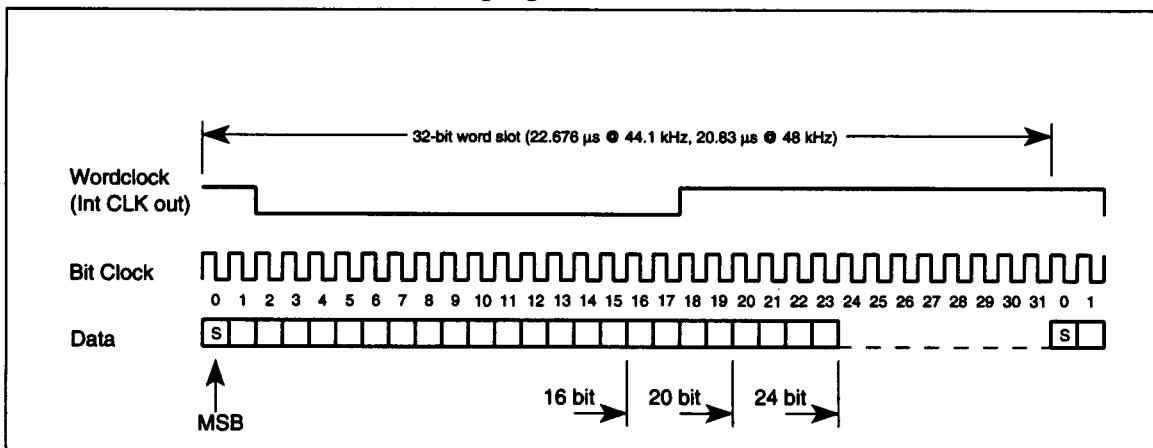 32-bit word slot (22.676 µs @ 44.1 kHz, 20.83 µs @ 48 kHz)
Wordclock
(Int CLK out)
Bit Clock
0 1 2 3 4 5 6 7 8 9 10 11 12 13 14 15 16 17 18 19 20 21 22 23 24 25 26 27 28 29 30 31 0 1
Data
S S
16 bit 20 bit 24 bit
MSB